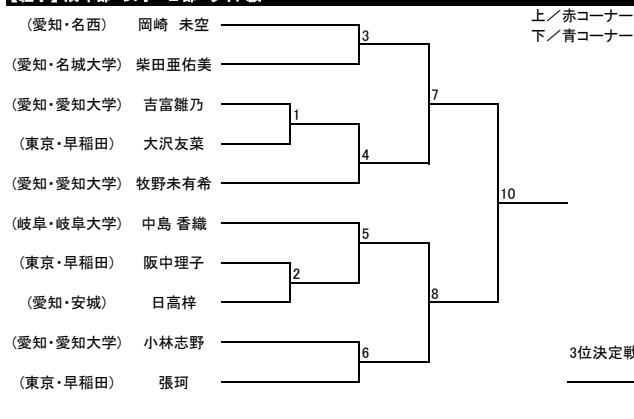 上／赤コーナー
下／青コーナー
(愛知・名西) 岡崎 未空
3
(愛知・名城大学) 柴田亜佑美
7
(愛知・愛知大学) 吉富雛乃
1
(東京・早稲田) 大沢友菜
4
(愛知・愛知大学) 牧野未有希
10
(岐阜・岐阜大学) 中島 香織
5
(東京・早稲田) 阪中理子
2
(愛知・安城) 日高梓
8
(愛知・愛知大学) 小林志野
6
3位決定戦
(東京・早稲田) 張珂